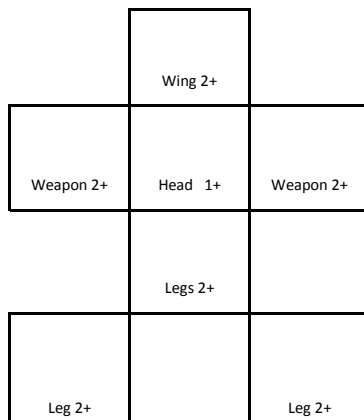 Wing 2+
Weapon 2+ Head 1+ Weapon 2+
Legs 2+
Leg 2+ Leg 2+